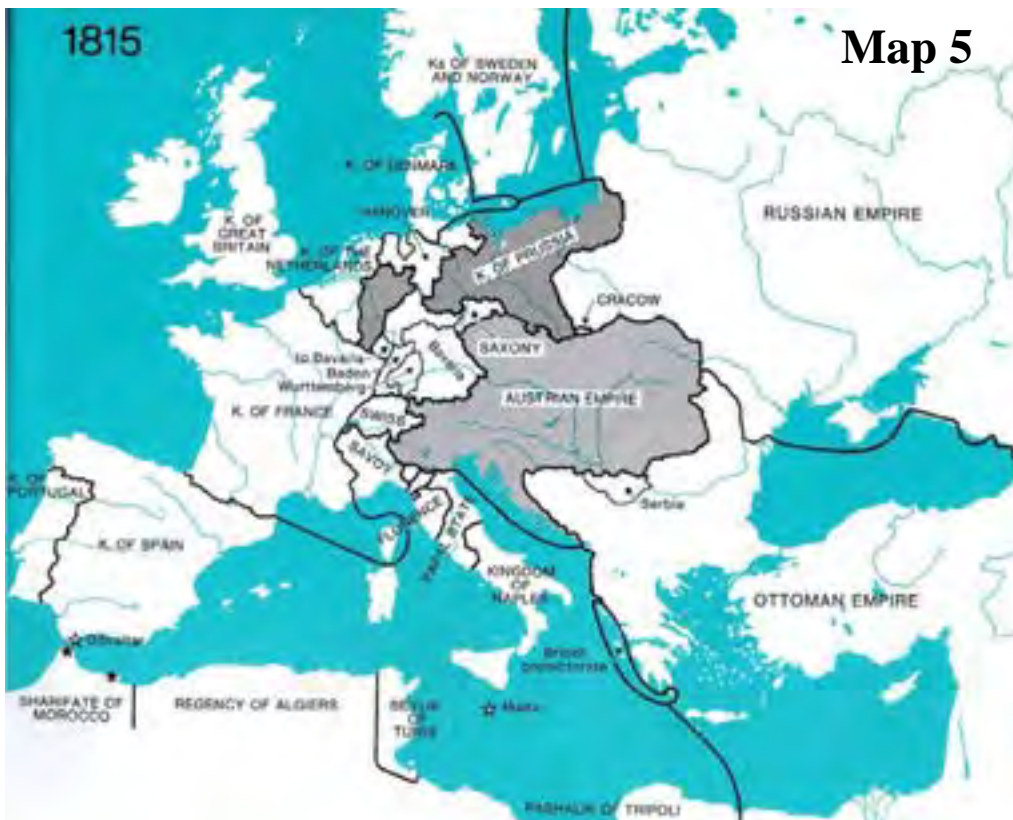 1815
Map 5
Ks OF SWEDEN
AND NORWAY
K. OF DENMARK
HANOVER
K. OF
GREAT
BRITAIN
K. OF THE
NETHERLANDS
K. OF PRUSSIA
RUSSIAN EMPIRE
CRACOW
SAXONY
Bavaria
to Bavaria
Baden
Wurttemberg
K. OF FRANCE
SWISS
AUSTRIAN EMPIRE
SAVOY
K. OF
PORTUGAL
Serbia
FLORENCE
PAPAL STATE
K. OF SPAIN
KINGDOM
OF
NAPLES
OTTOMAN EMPIRE
Gibraltar
British
protectorate
SHARIFATE OF
MOROCCO
REGENCY OF ALGIERS
BEYLIK
OF
TUNIS
Malta
PASHALIK OF TRIPOLI